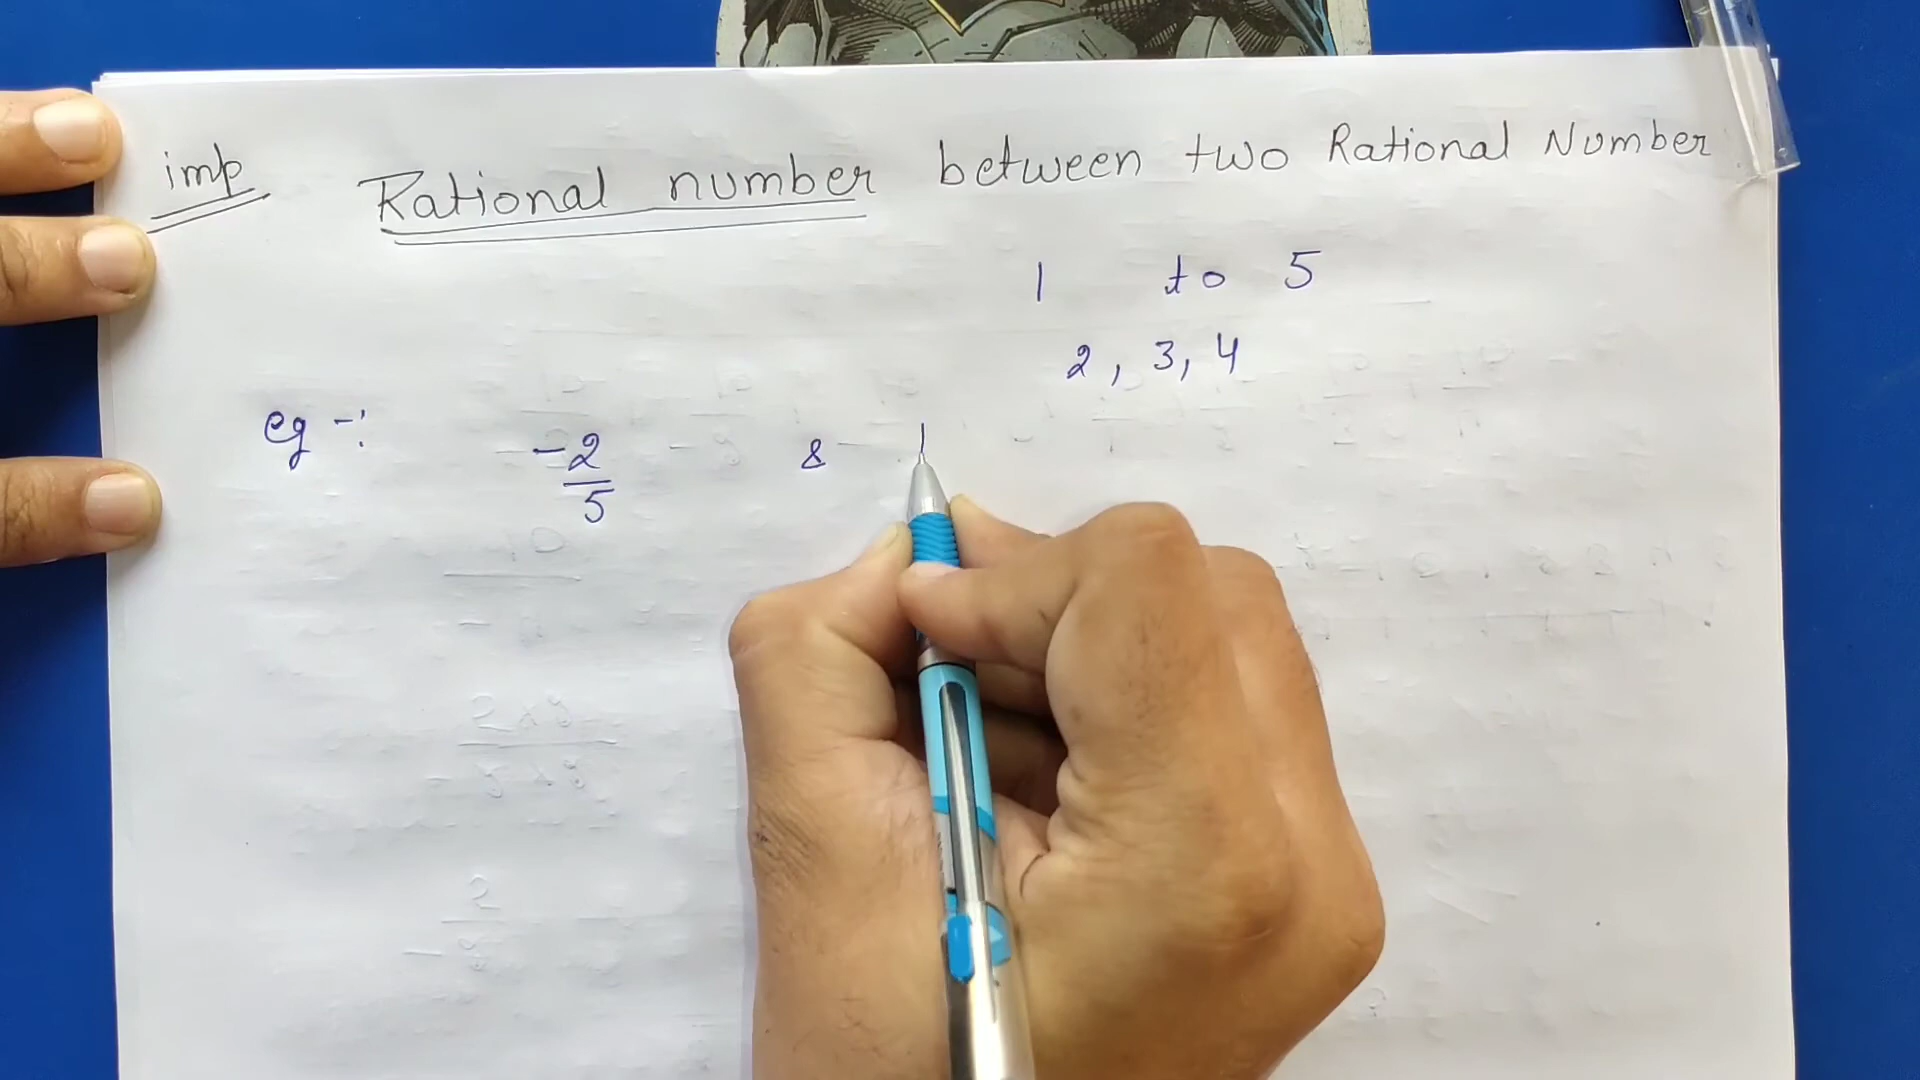 imp Rational number between two Rational Number
1 to 5
2, 3, 4
eg -: -2/5 & 1